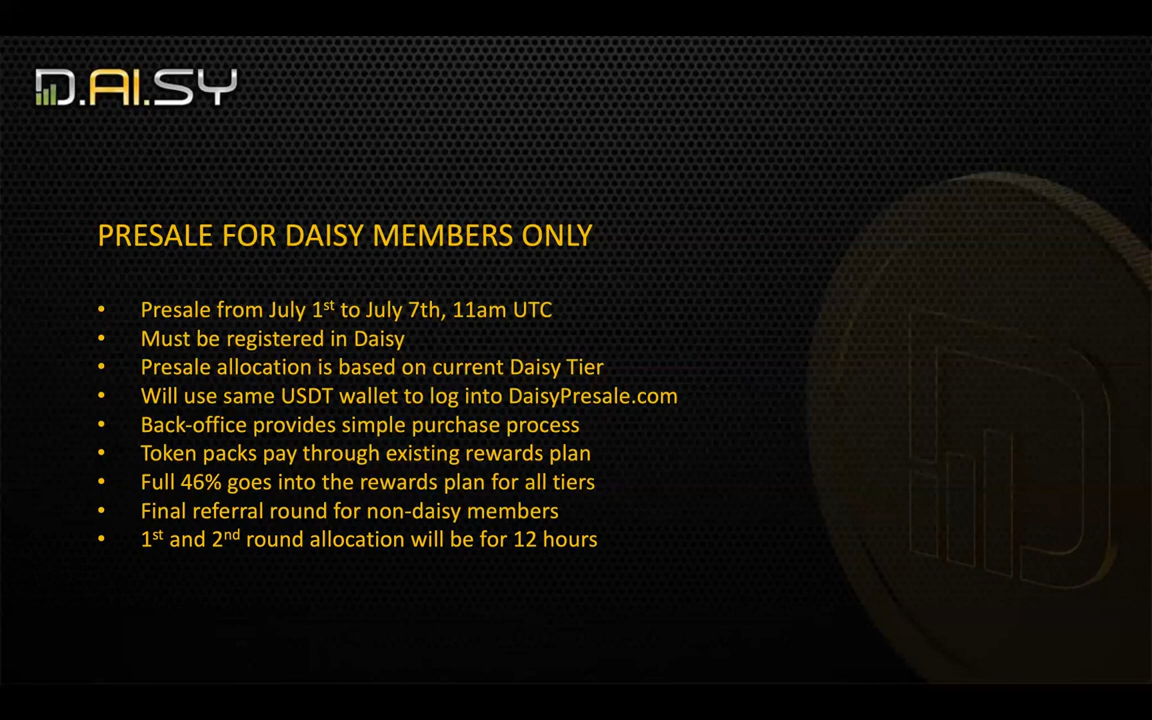 D.AI.SY
PRESALE FOR DAISY MEMBERS ONLY
• Presale from July 1st to July 7th, 11am UTC
• Must be registered in Daisy
• Presale allocation is based on current Daisy Tier
• Will use same USDT wallet to log into DaisyPresale.com
• Back-office provides simple purchase process
• Token packs pay through existing rewards plan
• Full 46% goes into the rewards plan for all tiers
• Final referral round for non-daisy members
• 1st and 2nd round allocation will be for 12 hours